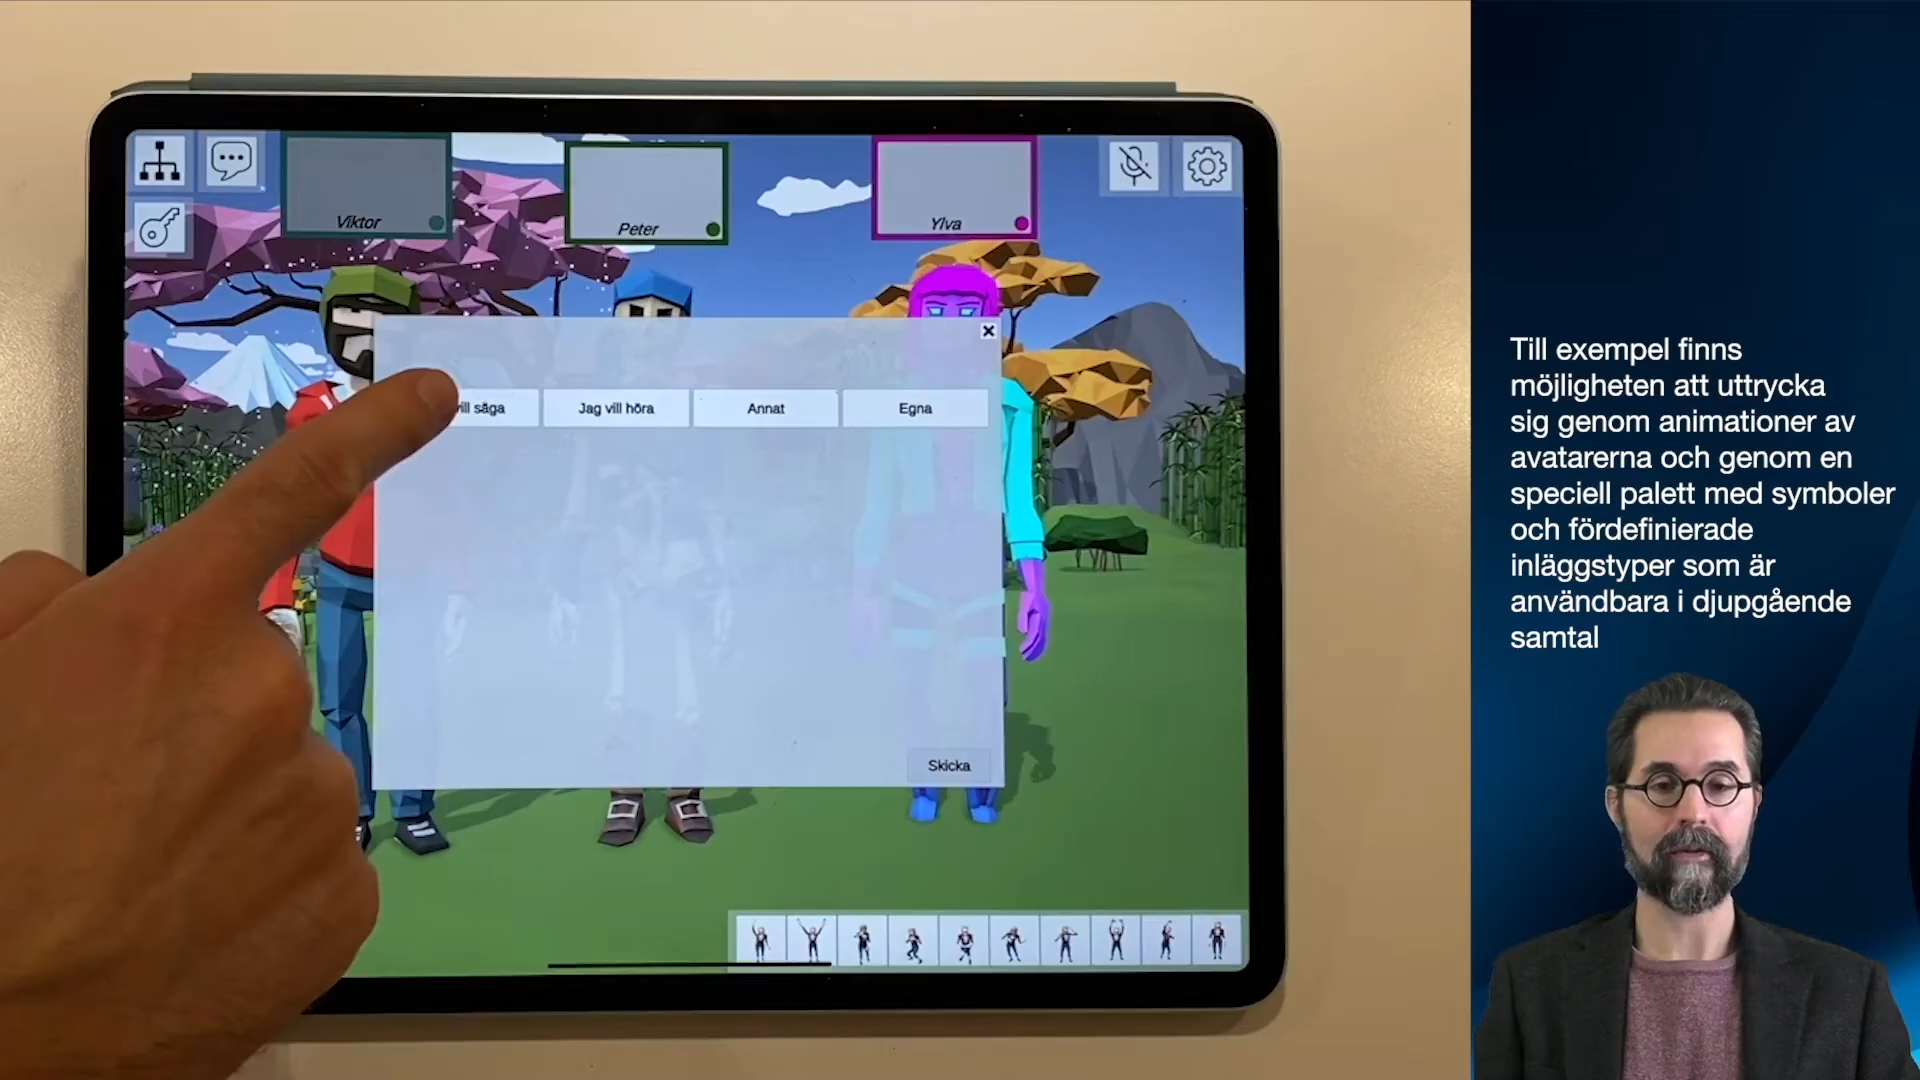 Viktor
Peter
Ylva
säga
Jag vill höra
Annat
Egna
Skicka
Till exempel finns
möjligheten att uttrycka
sig genom animationer av
avatarerna och genom en
speciell palett med symboler
och fördefinierade
inläggstyper som är
användbara i djupgående
samtal